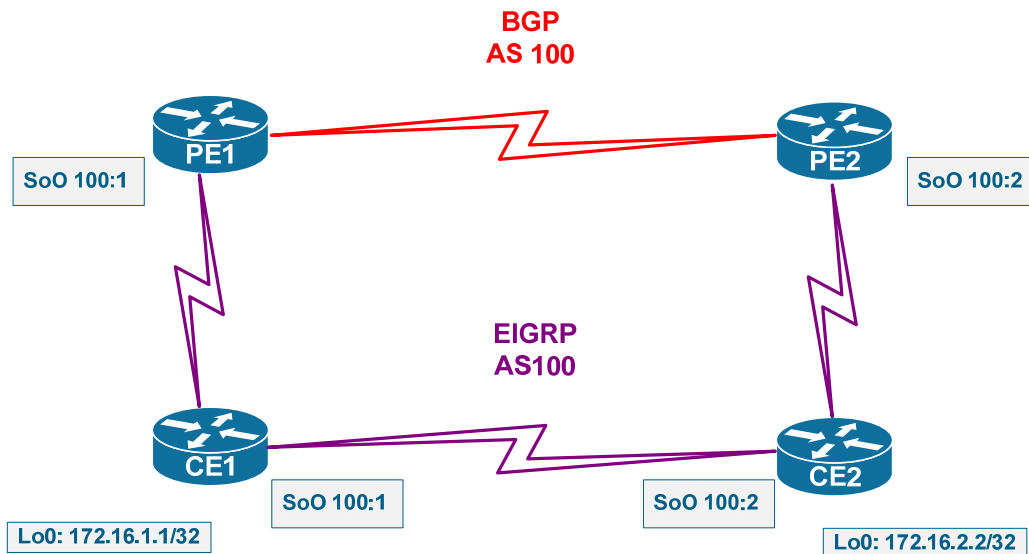 BGP
AS 100
PE1
PE2
SoO 100:1
SoO 100:2
EIGRP
AS100
CE1
CE2
SoO 100:1
SoO 100:2
Lo0: 172.16.1.1/32
Lo0: 172.16.2.2/32